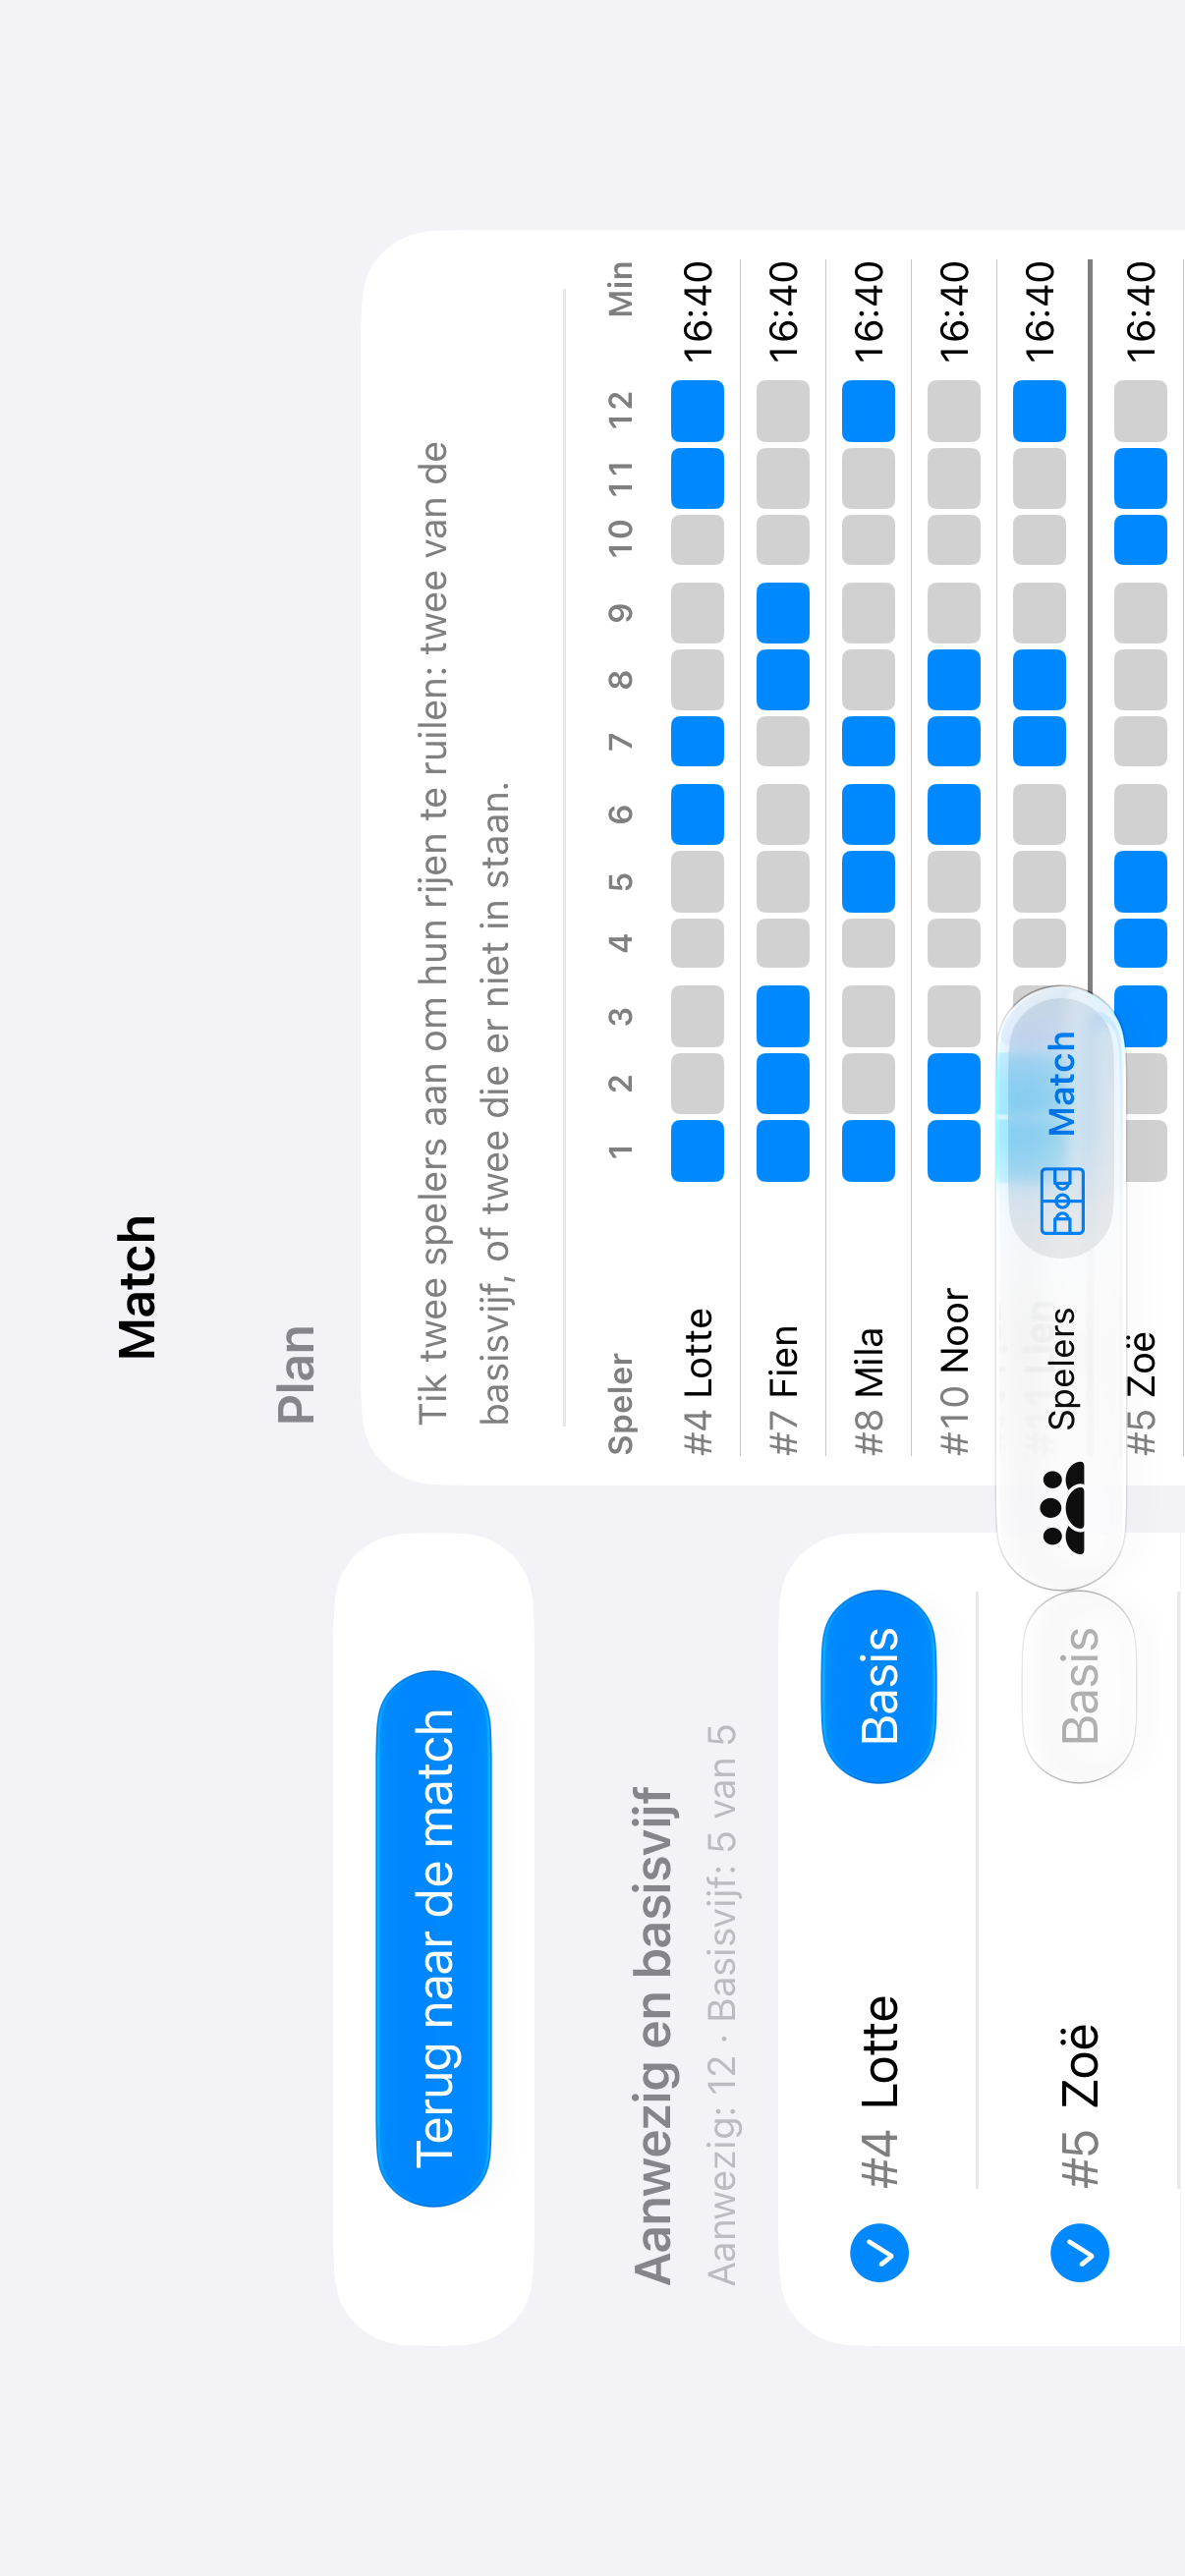 Match
Terug naar de match
Aanwezig en basisvijf
Aanwezig: 12 · Basisvijf: 5 van 5
#4 Lotte Basis
#5 Zoë Basis
Plan
Tik twee spelers aan om hun rijen te ruilen: twee van de
basisvijf, of twee die er niet in staan.
Speler 1 2 3 4 5 6 7 8 9 10 11 12 Min
#4 Lotte 16:40
#7 Fien 16:40
#8 Mila 16:40
#10 Noor 16:40
#11 Lien 16:40
#5 Zoë 16:40
Spelers Match